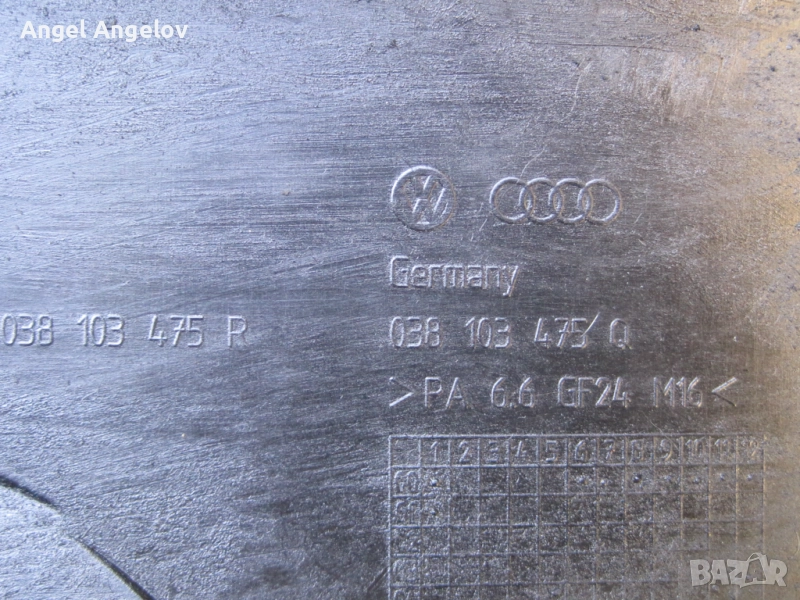 Angel Angelov
Germany
038 103 475 R
038 103 475 Q
>PA 6.6 GF24 M16<
1 2 3 4 5 6 7 8 9 10 11 12
BAZAR